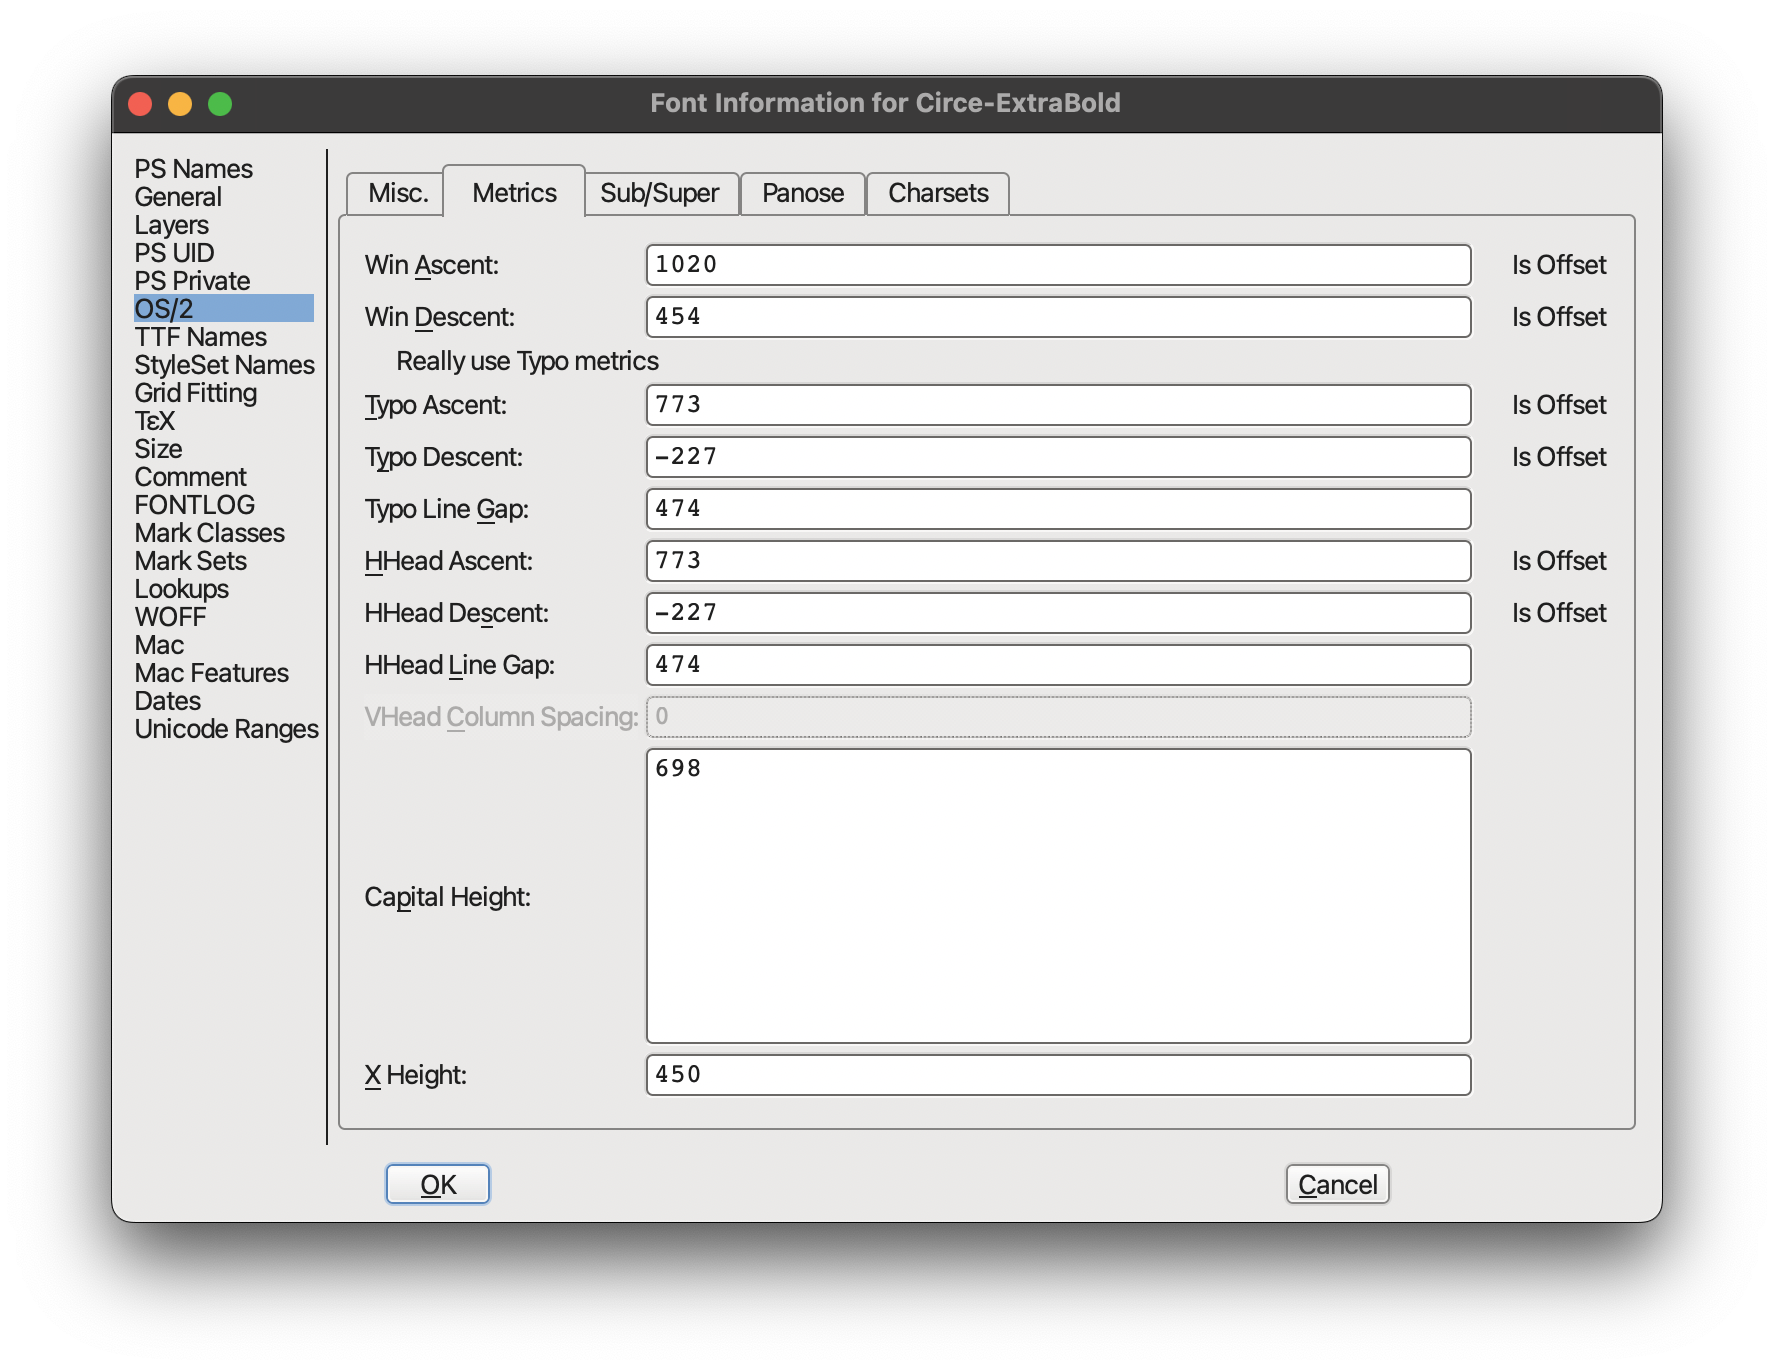 Font Information for Circe-ExtraBold
PS Names
General
Layers
PS UID
PS Private
OS/2
TTF Names
StyleSet Names
Grid Fitting
TεX
Size
Comment
FONTLOG
Mark Classes
Mark Sets
Lookups
WOFF
Mac
Mac Features
Dates
Unicode Ranges
Misc. Metrics Sub/Super Panose Charsets
Win Ascent: 1020 Is Offset
Win Descent: 454 Is Offset
Really use Typo metrics
Typo Ascent: 773 Is Offset
Typo Descent: -227 Is Offset
Typo Line Gap: 474
HHead Ascent: 773 Is Offset
HHead Descent: -227 Is Offset
HHead Line Gap: 474
VHead Column Spacing: 0
Capital Height: 698
X Height: 450
OK Cancel